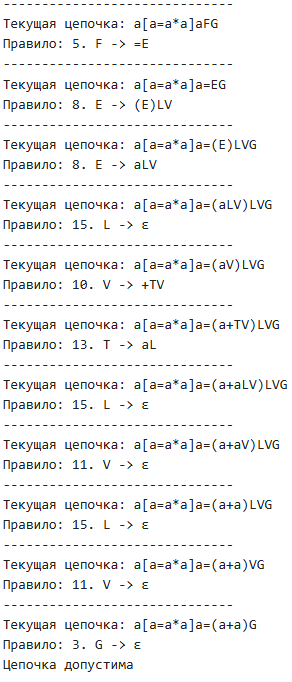 ------------------------------
Текущая цепочка: a[a=a*a]aFG
Правило: 5. F -> =E
------------------------------
Текущая цепочка: a[a=a*a]a=EG
Правило: 8. E -> (E)LV
------------------------------
Текущая цепочка: a[a=a*a]a=(E)LVG
Правило: 8. E -> aLV
------------------------------
Текущая цепочка: a[a=a*a]a=(aLV)LVG
Правило: 15. L -> ε
------------------------------
Текущая цепочка: a[a=a*a]a=(aV)LVG
Правило: 10. V -> +TV
------------------------------
Текущая цепочка: a[a=a*a]a=(a+TV)LVG
Правило: 13. T -> aL
------------------------------
Текущая цепочка: a[a=a*a]a=(a+aLV)LVG
Правило: 15. L -> ε
------------------------------
Текущая цепочка: a[a=a*a]a=(a+aV)LVG
Правило: 11. V -> ε
------------------------------
Текущая цепочка: a[a=a*a]a=(a+a)LVG
Правило: 15. L -> ε
------------------------------
Текущая цепочка: a[a=a*a]a=(a+a)VG
Правило: 11. V -> ε
------------------------------
Текущая цепочка: a[a=a*a]a=(a+a)G
Правило: 3. G -> ε
Цепочка допустима